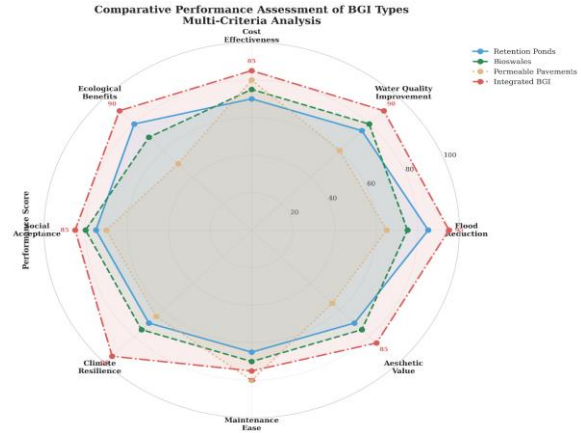 Comparative Performance Assessment of BGI Types
Multi-Criteria Analysis
Cost
Effectiveness
85
Retention Ponds
Bioswales
Permeable Pavements
Integrated BGI
Ecological
Benefits
90
Water Quality
Improvement
90
100
80
60
40
20
Performance Score
Social
Acceptance
85
Flood
Reduction
Climate
Resilience
85
Aesthetic
Value
Maintenance
Ease